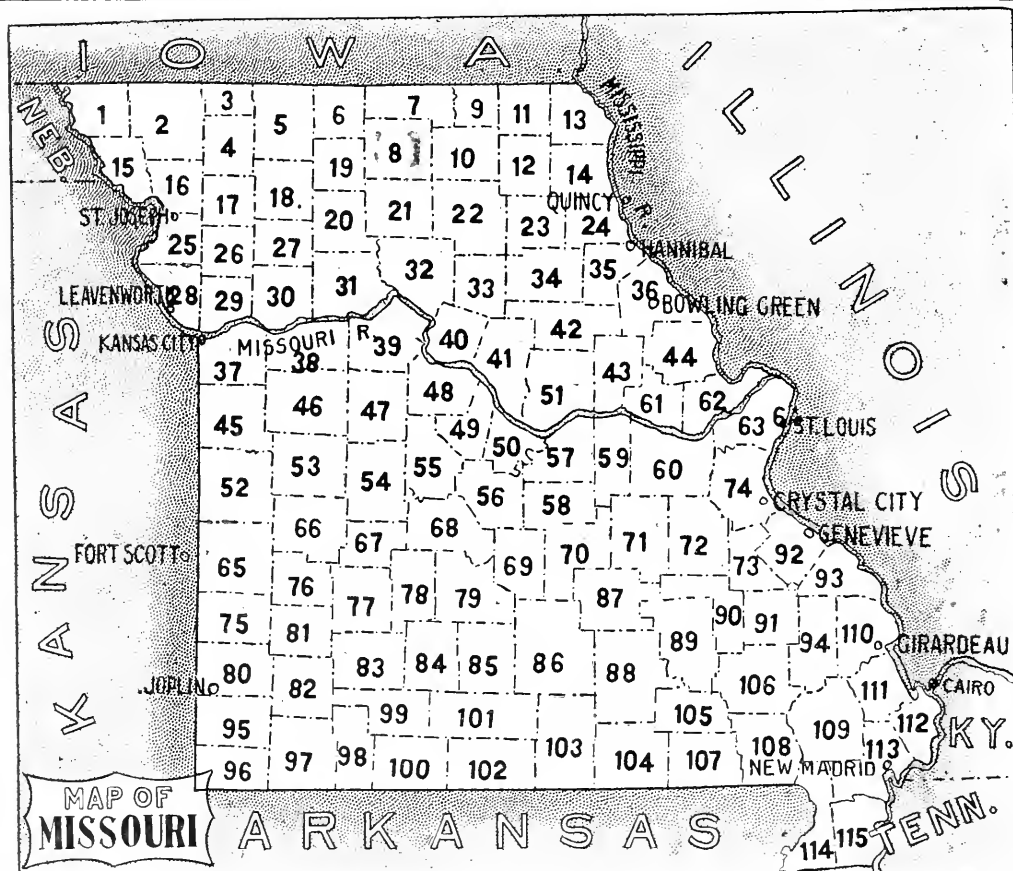 IOWA
NEB.
MISSISSIPPI R.
ILLINOIS
1 2 3 4 5 6 7 8 9 10 11 12 13
14 15 16 17 18. 19 20 21 22 23 24
QUINCY
ST. JOSEPH
HANNIBAL
25 26 27 28 29 30 31 32 33 34 35 36
LEAVENWORTH
BOWLING GREEN
KANSAS CITY
MISSOURI R.
KANSAS
37 38 39 40 41 42 43 44
45 46 47 48 49 50 51
52 53 54 55 56 57 58 59 60 61 62 63 6
ST. LOUIS
74
CRYSTAL CITY
GENEVIEVE
FORT SCOTT
65 66 67 68 69 70 71 72 73 92 93
75 76 77 78 79 87 90 91 94 110
GIRARDEAU
JOPLIN
80 81 82 83 84 85 86 88 89 106 111
CAIRO
KY.
95 99 101 103 105 109 112
96 97 98 100 102 104 107 108 113
NEW MADRID
TENN.
114 115
ARKANSAS
MAP OF
MISSOURI